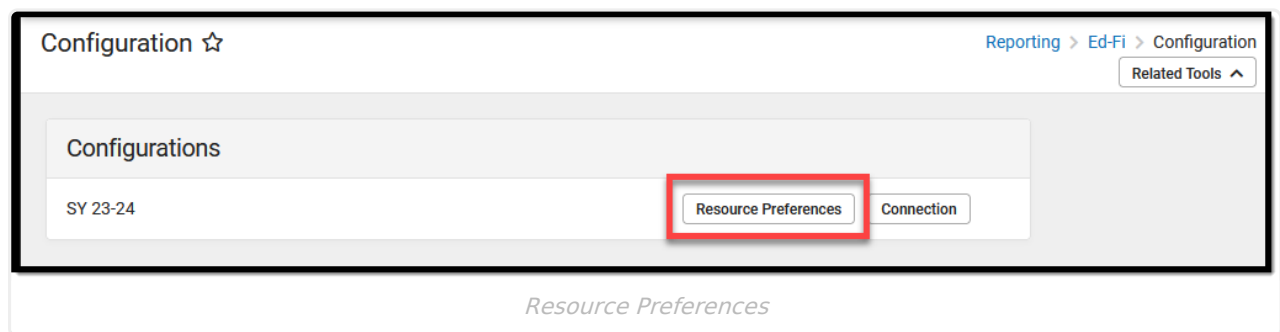 Configuration ☆
Reporting > Ed-Fi > Configuration
Related Tools
Configurations
SY 23-24
Resource Preferences
Connection
Resource Preferences